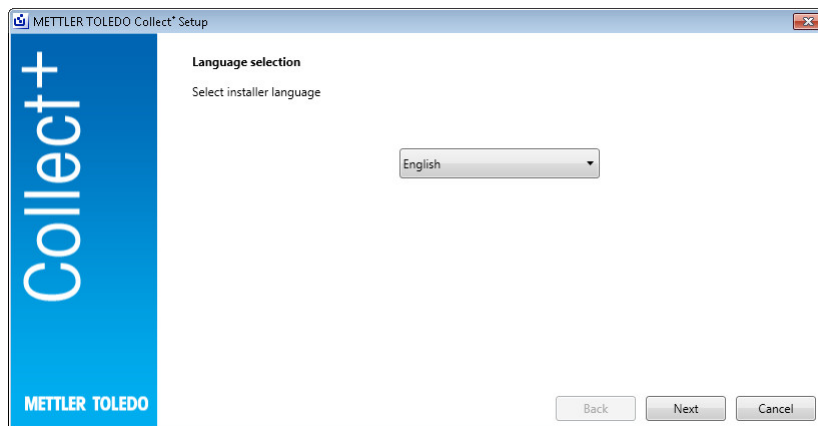 METTLER TOLEDO Collect⁺ Setup
Collect+
Language selection
Select installer language
English
METTLER TOLEDO
Back
Next
Cancel